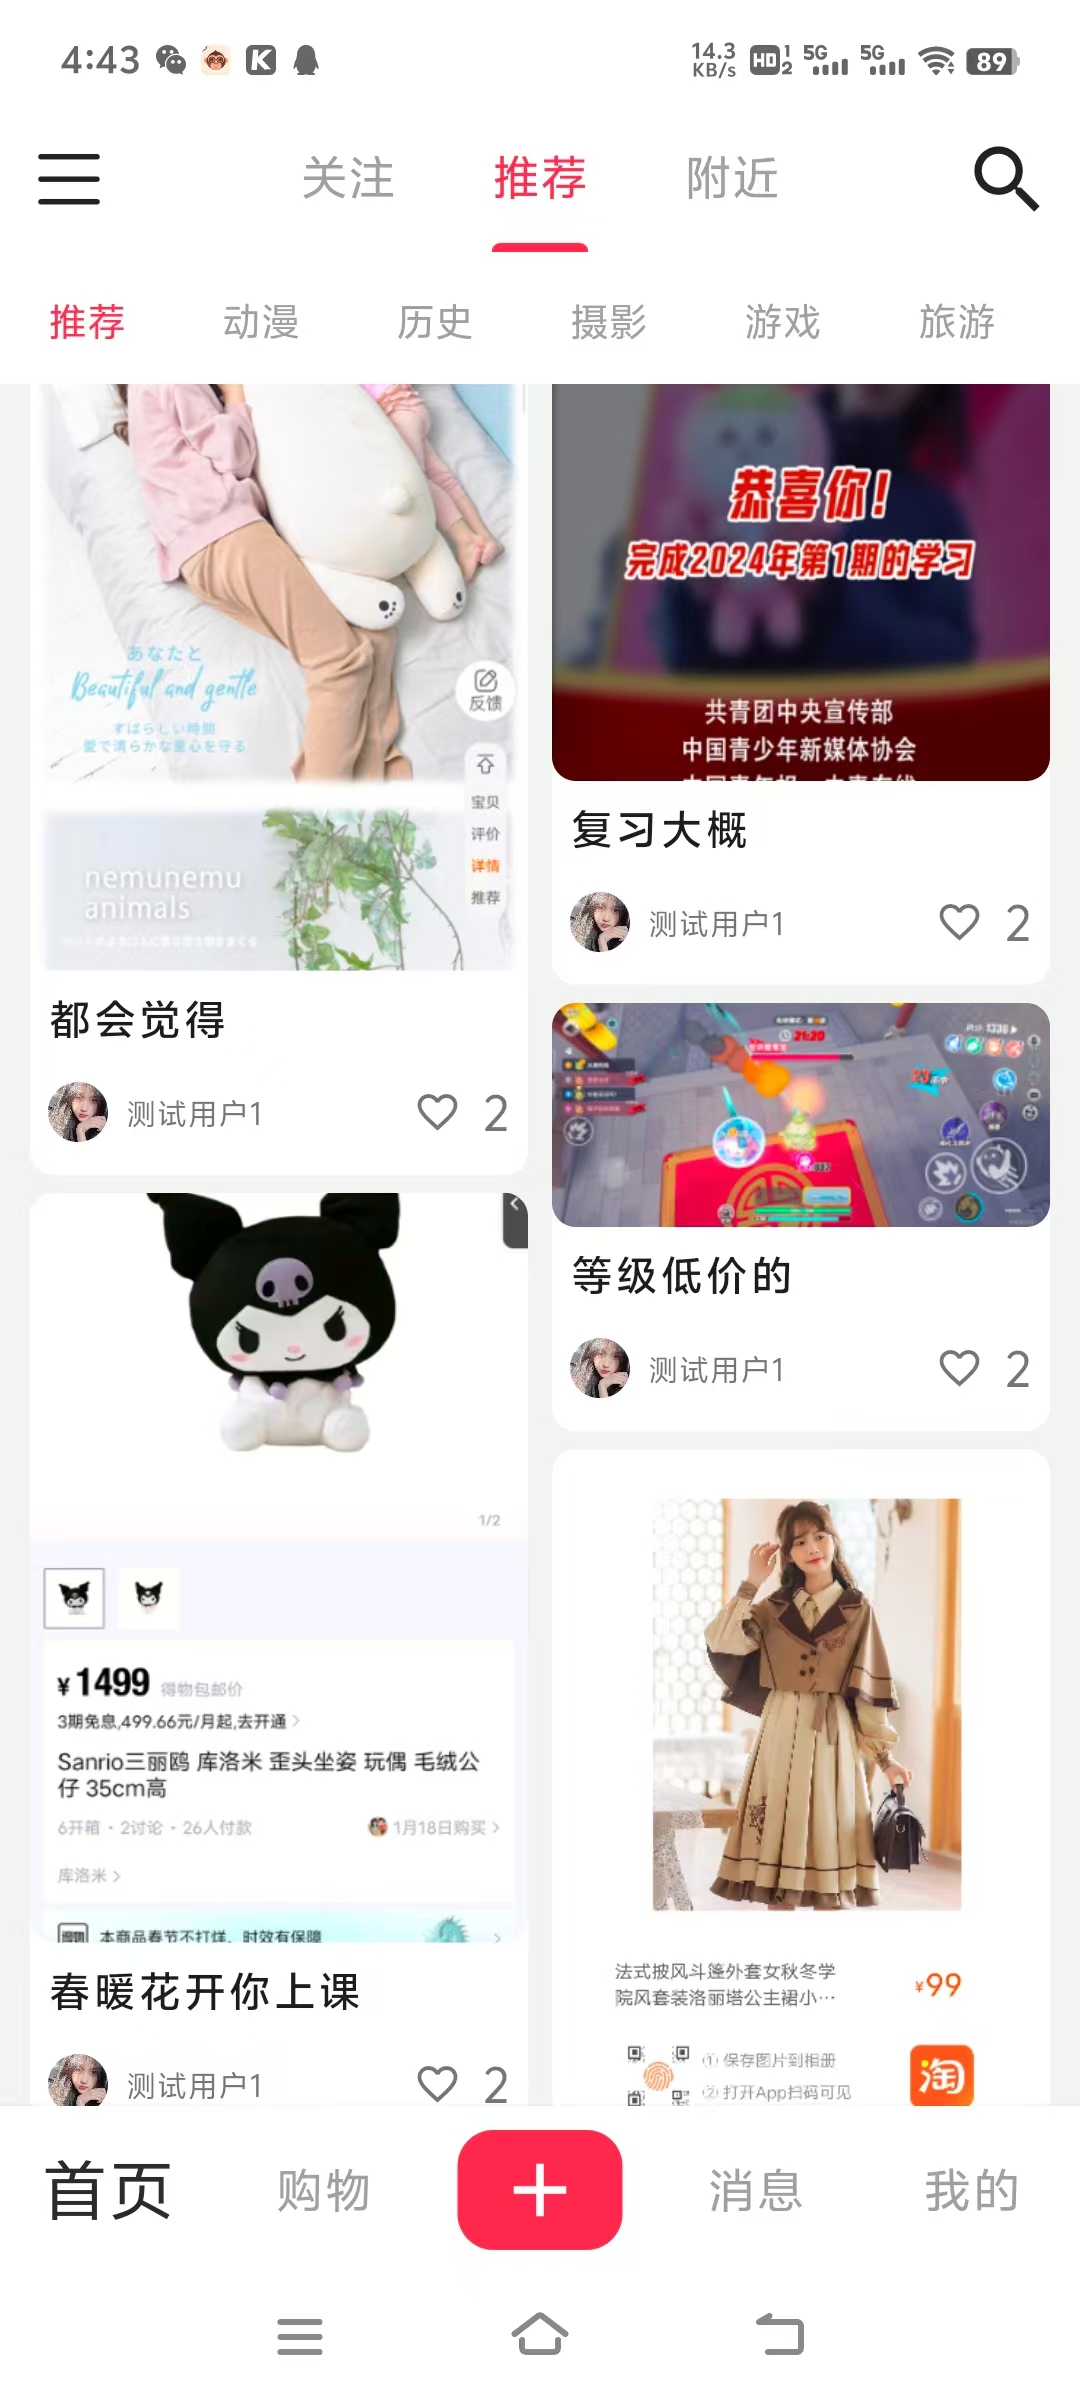 4:43
14.3
KB/s
HD 1 2
5G
5G
89
关注
推荐
附近
推荐
动漫
历史
摄影
游戏
旅游
あなたと
Beautiful and gentle
すばらしい時間
愛で清らかな童心を守る
反馈
宝贝
评价
详情
推荐
nemunemu
animals
都会觉得
测试用户1
2
恭喜你!
完成2024年第1期的学习
共青团中央宣传部
中国青少年新媒体协会
复习大概
测试用户1
2
21:20
等级低价的
测试用户1
2
1/2
¥1499 得物包邮价
3期免息,499.66元/月起,去开通
Sanrio三丽鸥 库洛米 歪头坐姿 玩偶 毛绒公
仔 35cm高
6开箱·2讨论·26人付款
1月18日购买
库洛米
本商品春节不打烊，时效有保障
春暖花开你上课
测试用户1
2
法式披风斗篷外套女秋冬学
院风套装洛丽塔公主裙小…
¥99
①保存图片到相册
②打开App扫码可见
淘
首页
购物
消息
我的